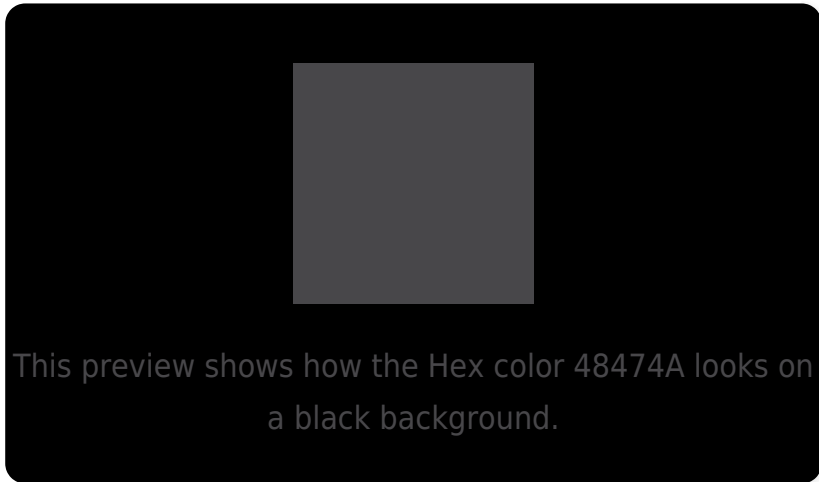 This preview shows how the Hex color 48474A looks on
a black background.